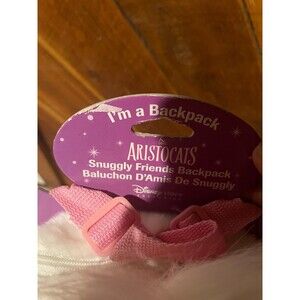 I'm a Backpack
ARISTOCATS
Snuggly Friends Backpack
Baluchon D'Amis De Snuggly
Disney